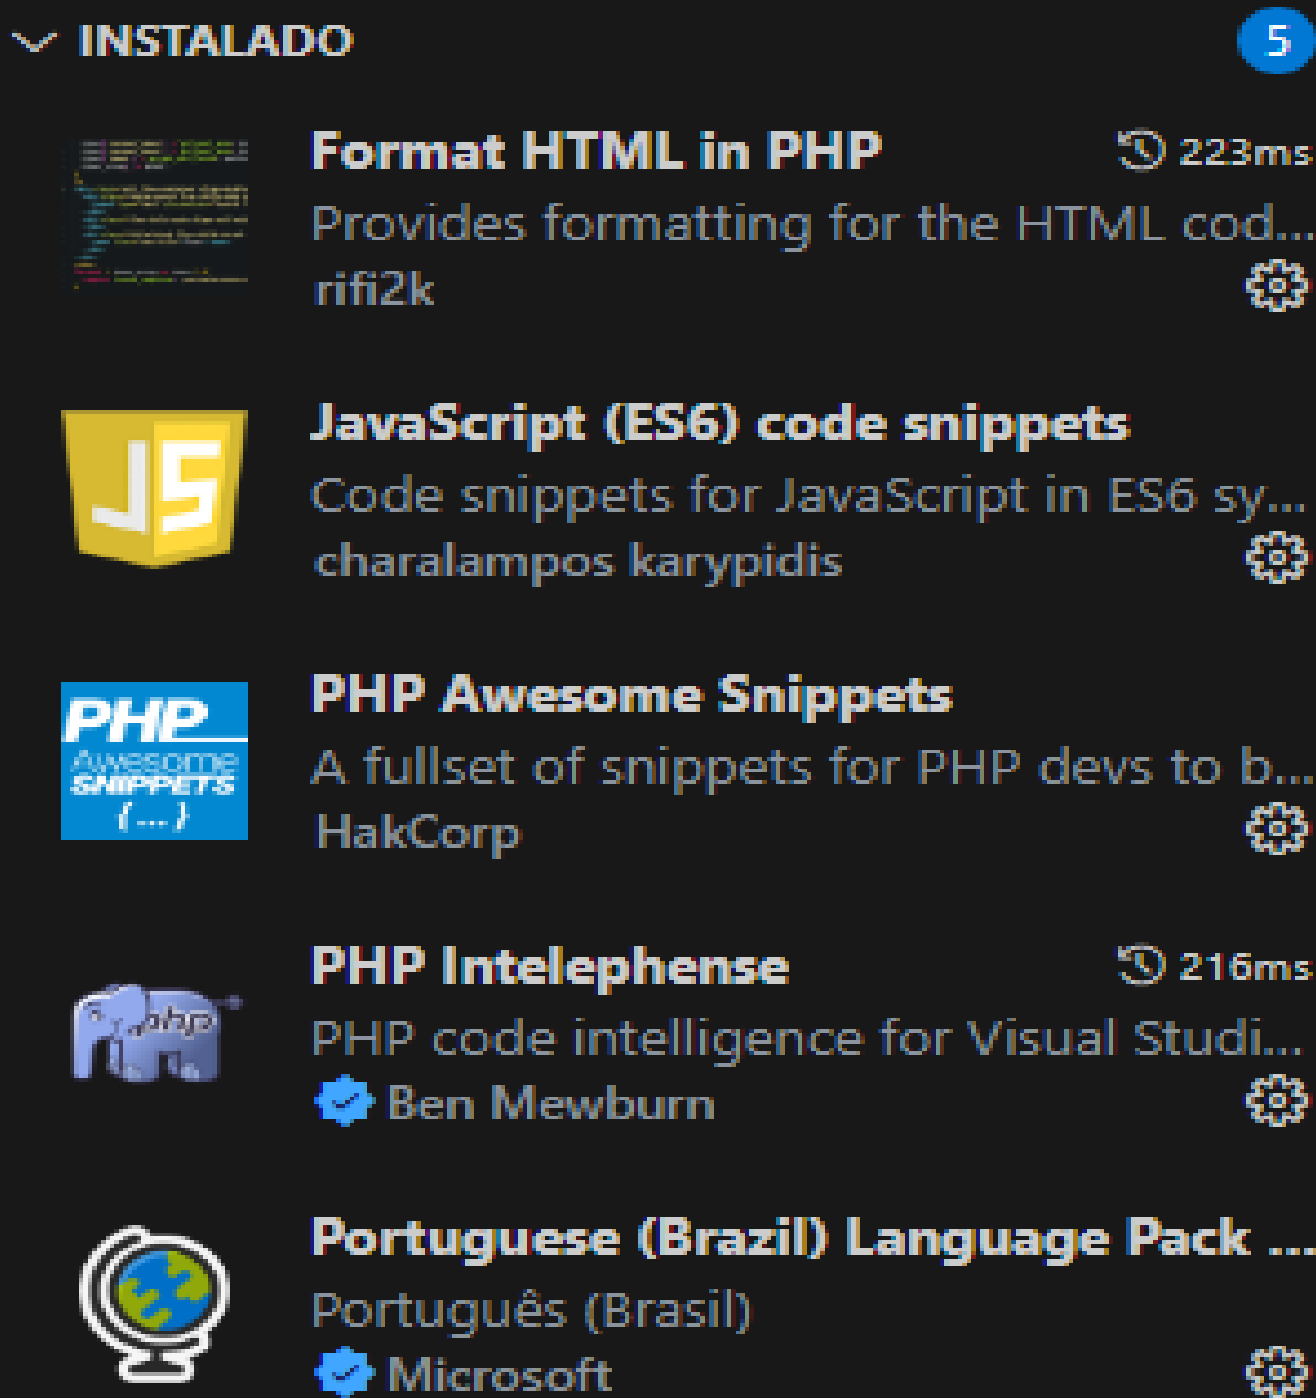 INSTALADO 5
Format HTML in PHP 223ms
Provides formatting for the HTML cod...
rifi2k
JS
JavaScript (ES6) code snippets
Code snippets for JavaScript in ES6 sy...
charalampos karypidis
PHP
Awesome
SNIPPETS
{...}
PHP Awesome Snippets
A fullset of snippets for PHP devs to b...
HakCorp
php
PHP Intelephense 216ms
PHP code intelligence for Visual Studi...
Ben Mewburn
Portuguese (Brazil) Language Pack ...
Português (Brasil)
Microsoft